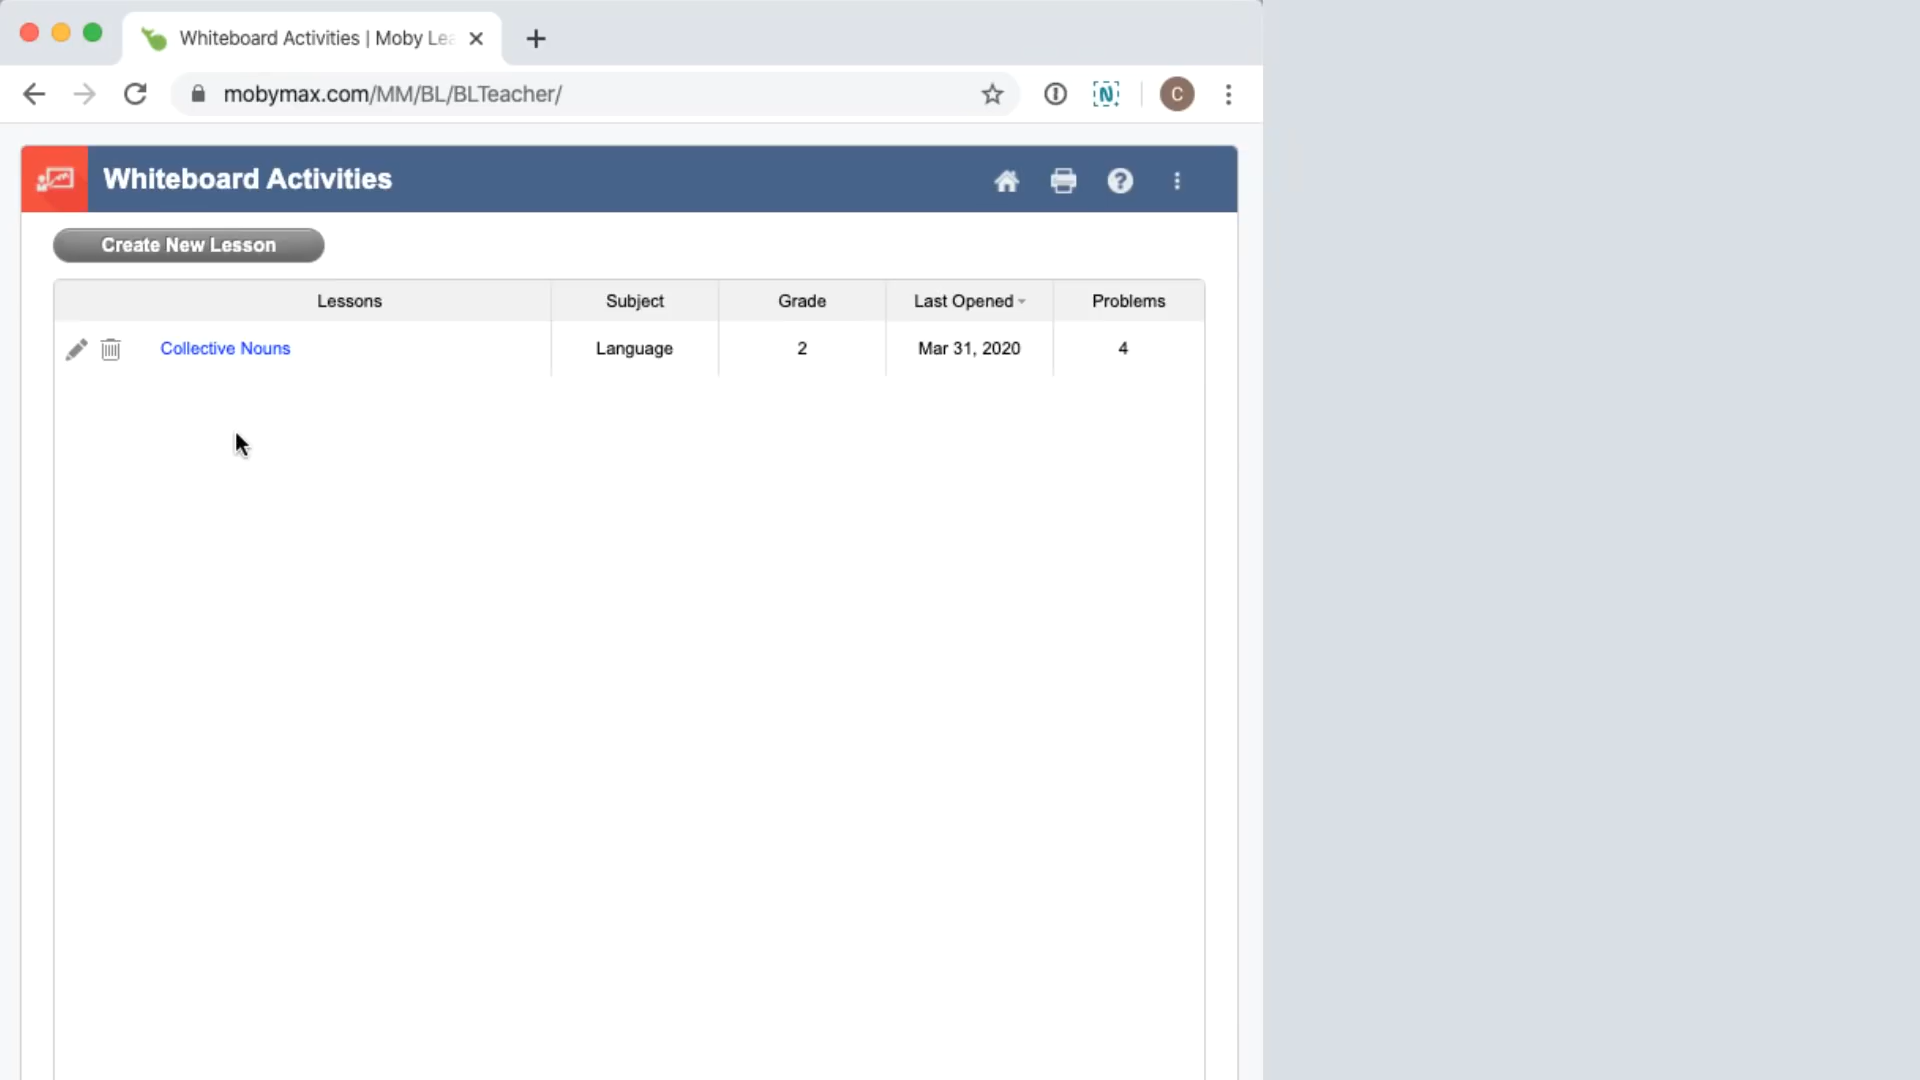 Whiteboard Activities | Moby Lea
mobymax.com/MM/BL/BLTeacher/
N
C
Whiteboard Activities
?
Create New Lesson
Lessons Subject Grade Last Opened Problems
Collective Nouns Language 2 Mar 31, 2020 4